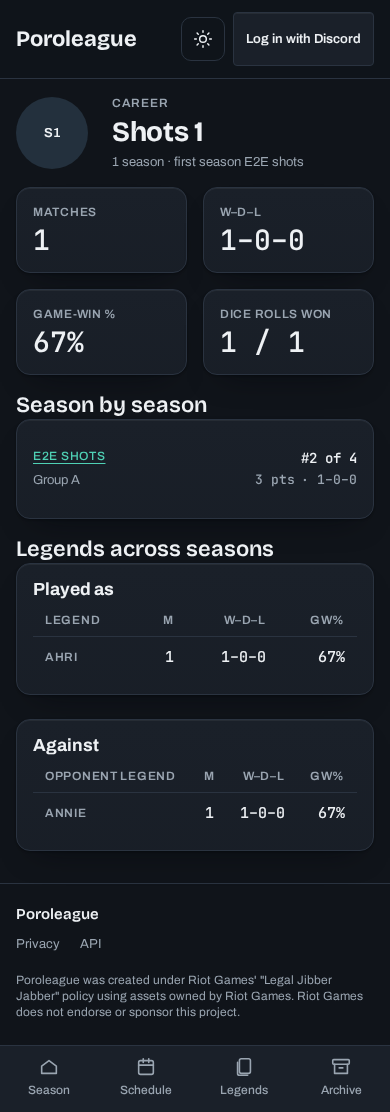 Poroleague
Log in with Discord
S1
CAREER
Shots 1
1 season · first season E2E shots
MATCHES
1
W–D–L
1–0–0
GAME-WIN %
67%
DICE ROLLS WON
1 / 1
Season by season
E2E SHOTS
#2 of 4
Group A
3 pts · 1–0–0
Legends across seasons
Played as
LEGEND M W–D–L GW%
AHRI 1 1–0–0 67%
Against
OPPONENT LEGEND M W–D–L GW%
ANNIE 1 1–0–0 67%
Poroleague
Privacy API
Poroleague was created under Riot Games' "Legal Jibber
Jabber" policy using assets owned by Riot Games. Riot Games
does not endorse or sponsor this project.
Season Schedule Legends Archive